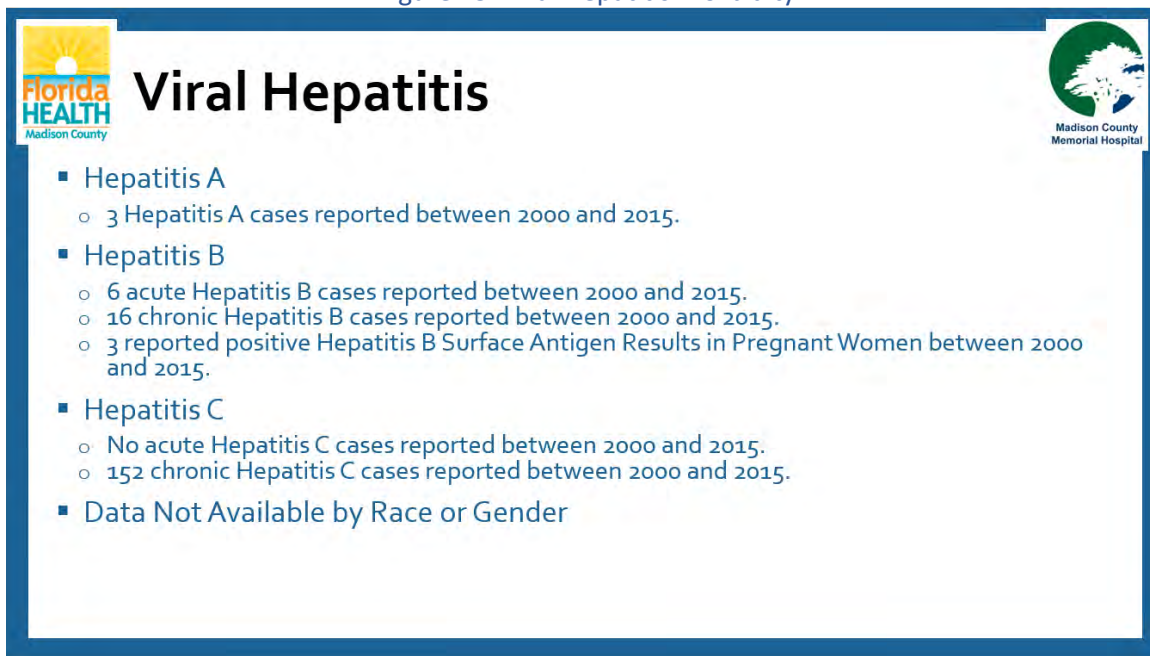 Florida
HEALTH
Madison County
Viral Hepatitis
Madison County
Memorial Hospital
▪ Hepatitis A
o 3 Hepatitis A cases reported between 2000 and 2015.
▪ Hepatitis B
o 6 acute Hepatitis B cases reported between 2000 and 2015.
o 16 chronic Hepatitis B cases reported between 2000 and 2015.
o 3 reported positive Hepatitis B Surface Antigen Results in Pregnant Women between 2000
and 2015.
▪ Hepatitis C
o No acute Hepatitis C cases reported between 2000 and 2015.
o 152 chronic Hepatitis C cases reported between 2000 and 2015.
▪ Data Not Available by Race or Gender